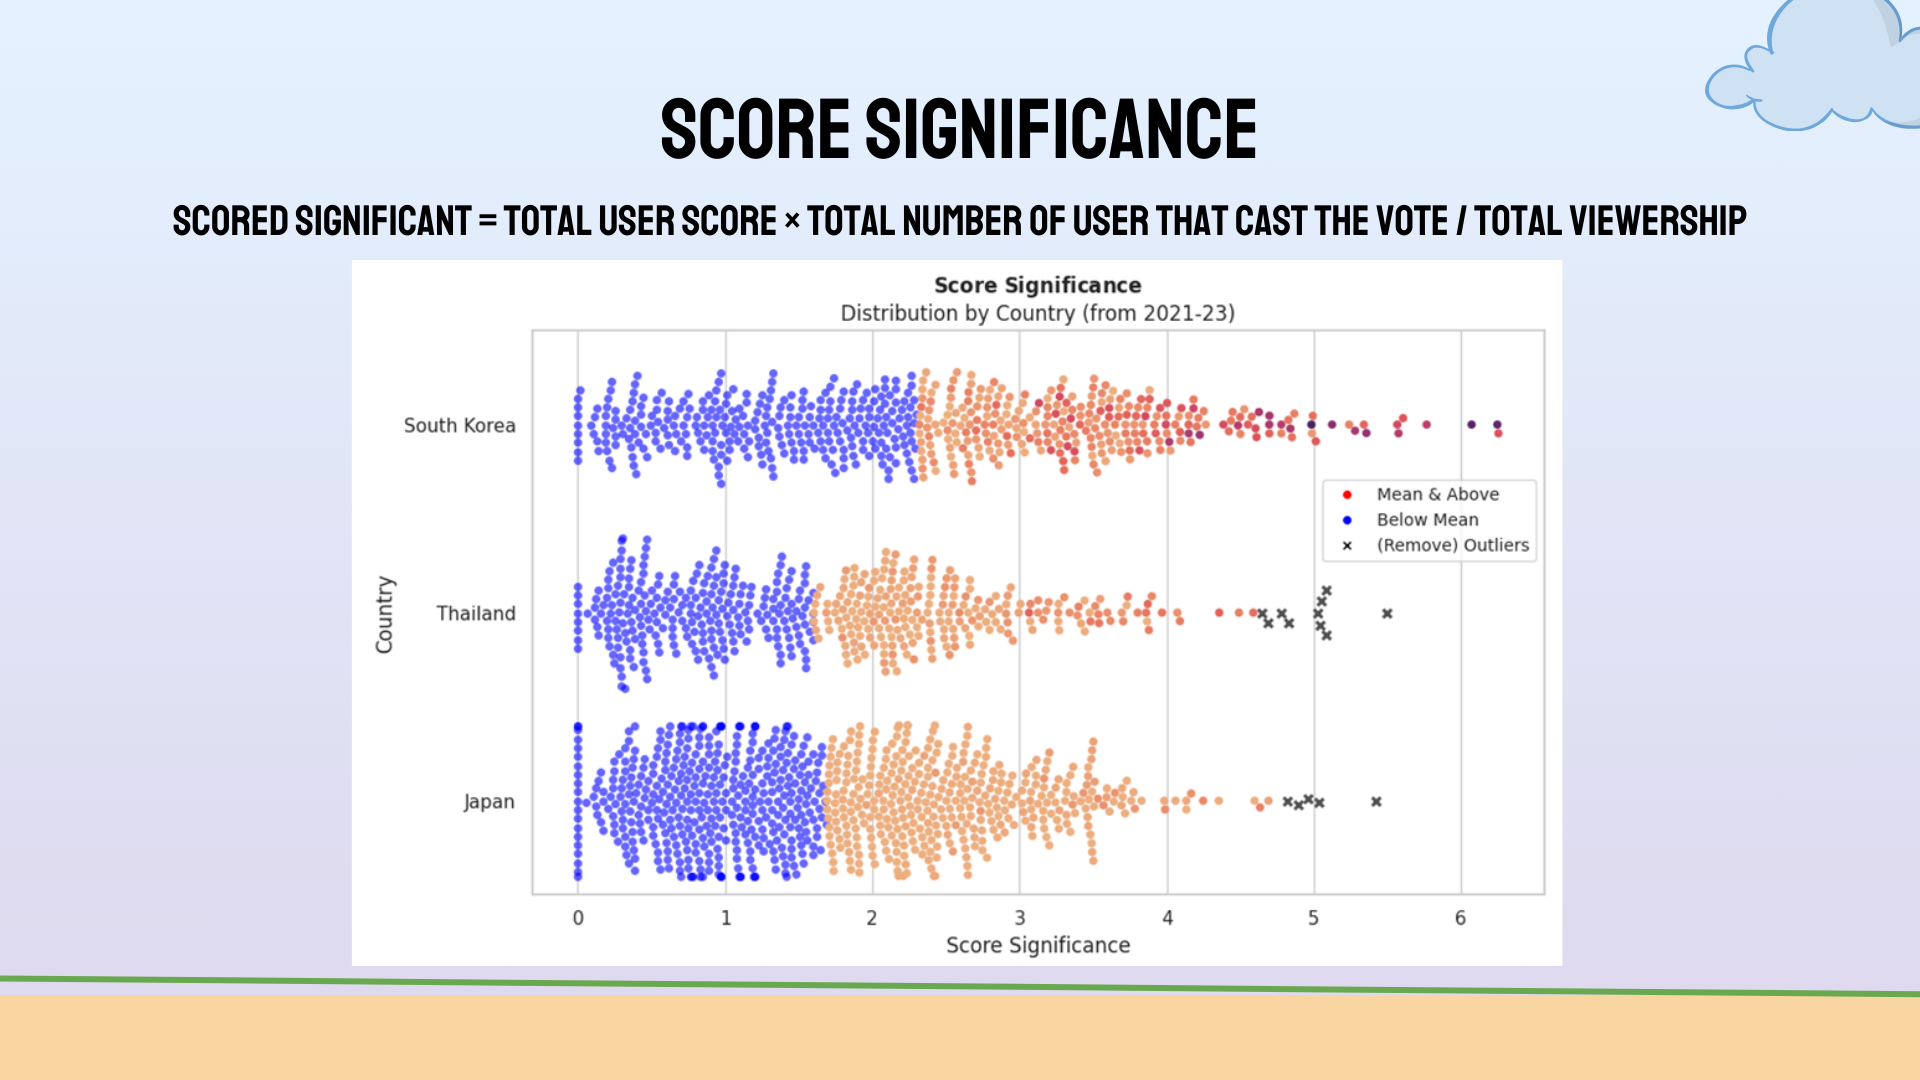 SCORE SIGNIFICANCE
SCORED SIGNIFICANT = TOTAL USER SCORE × TOTAL NUMBER OF USER THAT CAST THE VOTE / TOTAL VIEWERSHIP
Score Significance
Distribution by Country (from 2021-23)
South Korea
Mean & Above
Below Mean
(Remove) Outliers
Country
Thailand
Japan
0 1 2 3 4 5 6
Score Significance